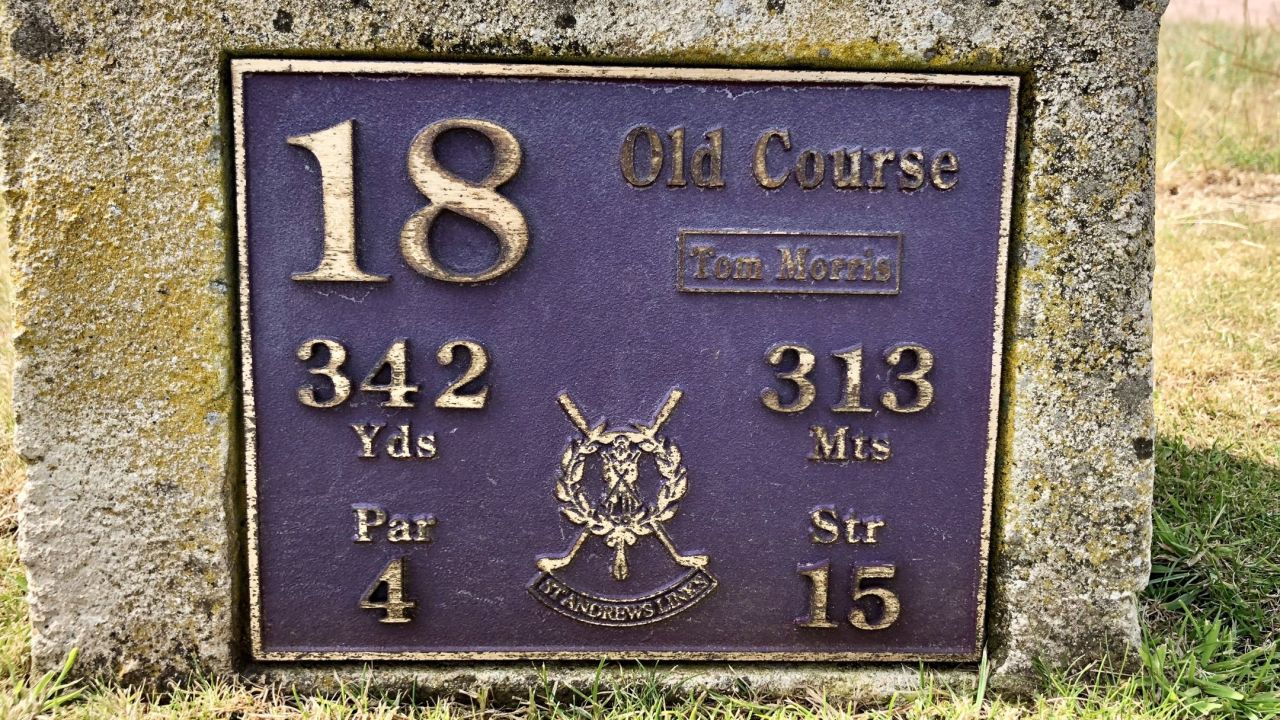 18
Old Course
Tom Morris
342
Yds
313
Mts
Par
4
Str
15
ST ANDREWS LINKS